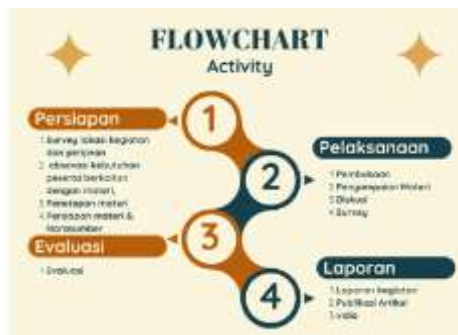 FLOWCHART
Activity
1
Persiapan
1. Survey lokasi kegiatan
dan perijinan
2. observasi kebutuhan
peserta berkaitan
dengan materi,
3. Penetapan materi
4. Persiapan materi &
Narasumber
2
Pelaksanaan
1. Pembukaan
2. Penyampaian Materi
3. Diskusi
4. Survey
3
Evaluasi
1. Evaluasi
4
Laporan
1. Laporan kegiatan
2. Publikasi Artikel
3. vidio